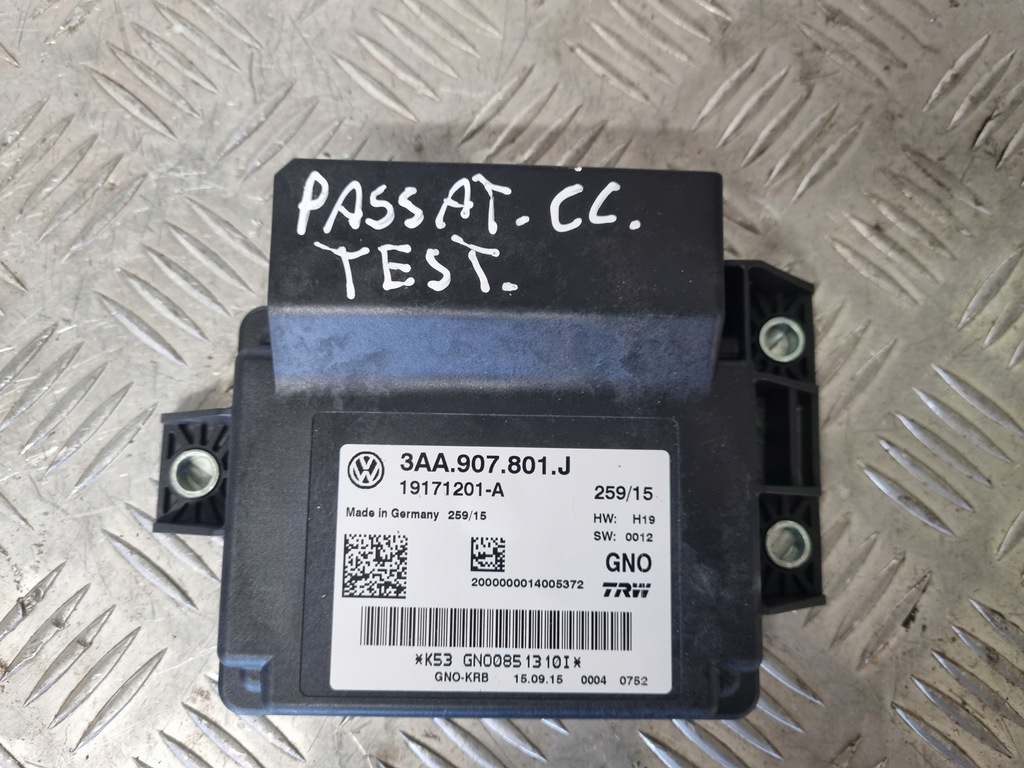 PASSAT. CC.
TEST.
3AA.907.801.J
19171201-A
259/15
Made in Germany 259/15
HW: H19
SW: 0012
GNO
2000000014005372
TRW
*K53 GNO0851310I*
GNO-KRB 15.09.15 0004 0752